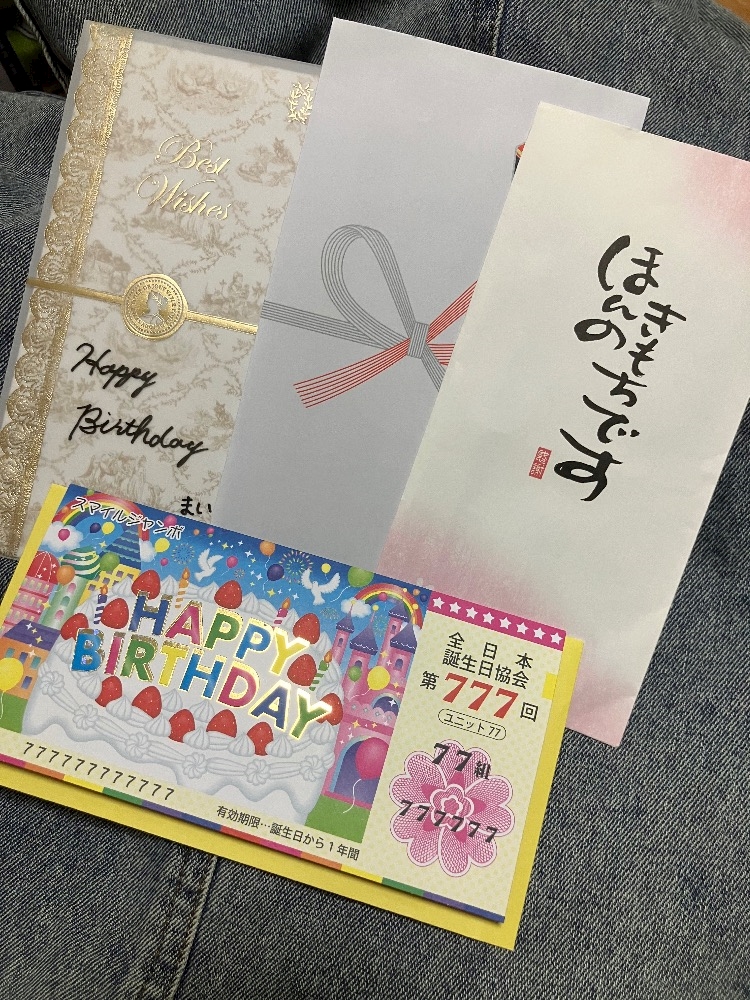 Best
Wishes
Happy
Birthday
まい
ほんの
きもちです
感謝
スマイルジャンボ
HAPPY
BIRTHDAY
777777777777
有効期限…誕生日から1年間
全日本
誕生日協会
第777回
ユニット77
77組
777777